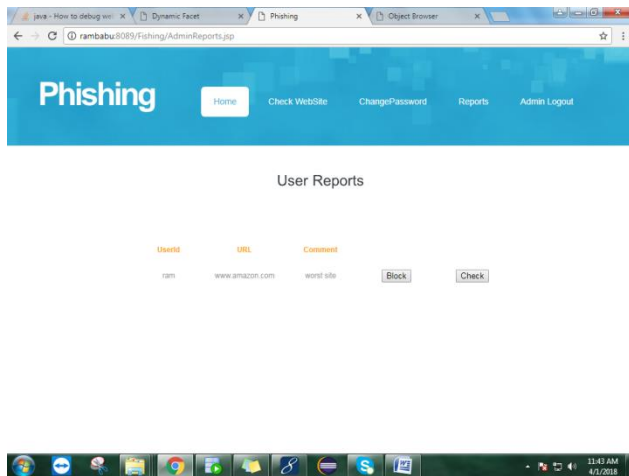 java - How to debug we
Dynamic Facet
Phishing
Object Browser
rambabu:8089/Fishing/AdminReports.jsp
Phishing
Home
Check WebSite
ChangePassword
Reports
Admin Logout
User Reports
UserId URL Comment
ram www.amazon.com worst site Block Check
11:43 AM
4/1/2018